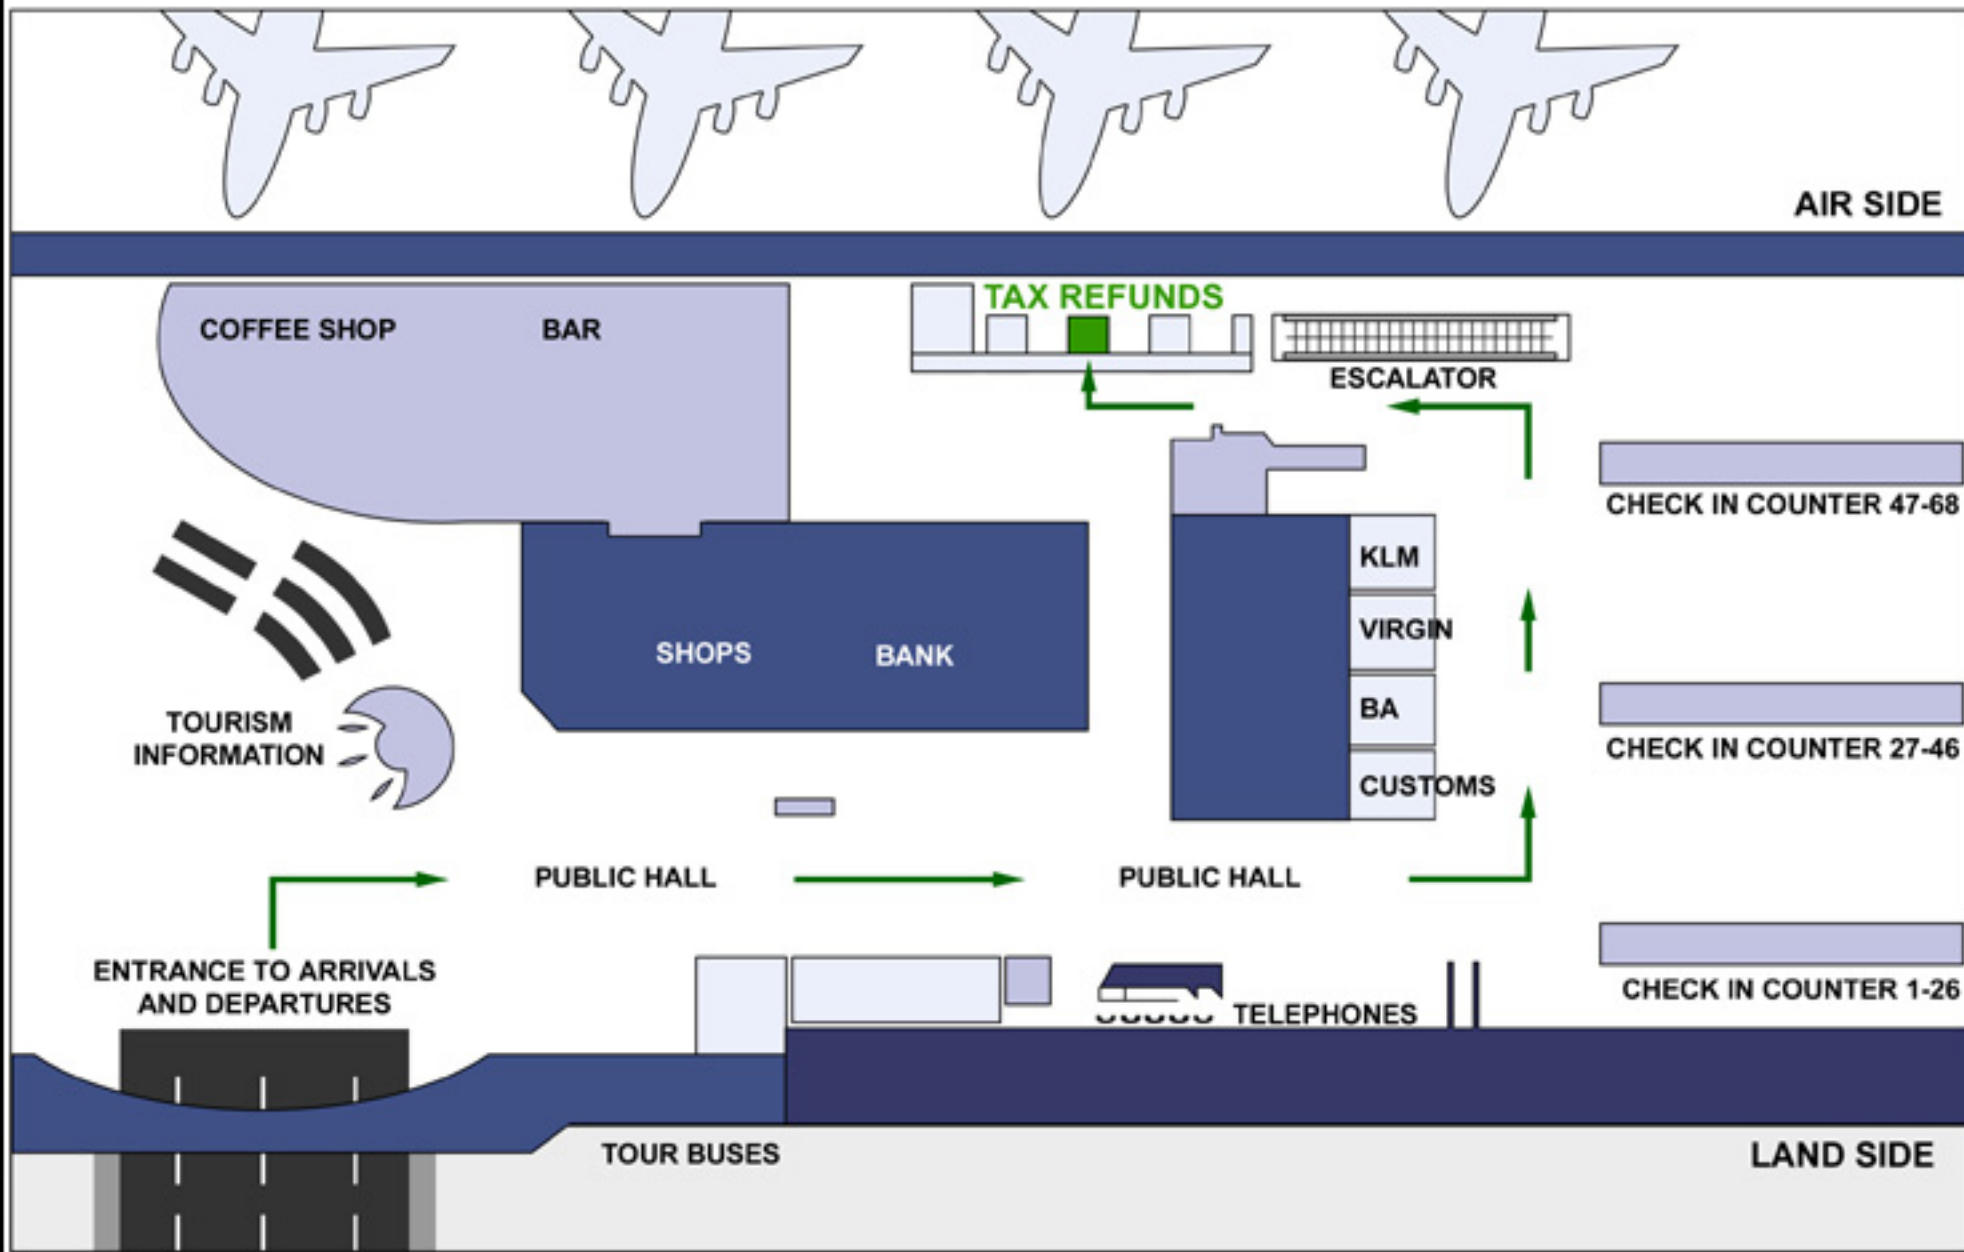 AIR SIDE
TAX REFUNDS
COFFEE SHOP
BAR
ESCALATOR
CHECK IN COUNTER 47-68
KLM
VIRGIN
SHOPS
BANK
BA
TOURISM
INFORMATION
CHECK IN COUNTER 27-46
CUSTOMS
PUBLIC HALL
PUBLIC HALL
ENTRANCE TO ARRIVALS
AND DEPARTURES
CHECK IN COUNTER 1-26
TELEPHONES
TOUR BUSES
LAND SIDE